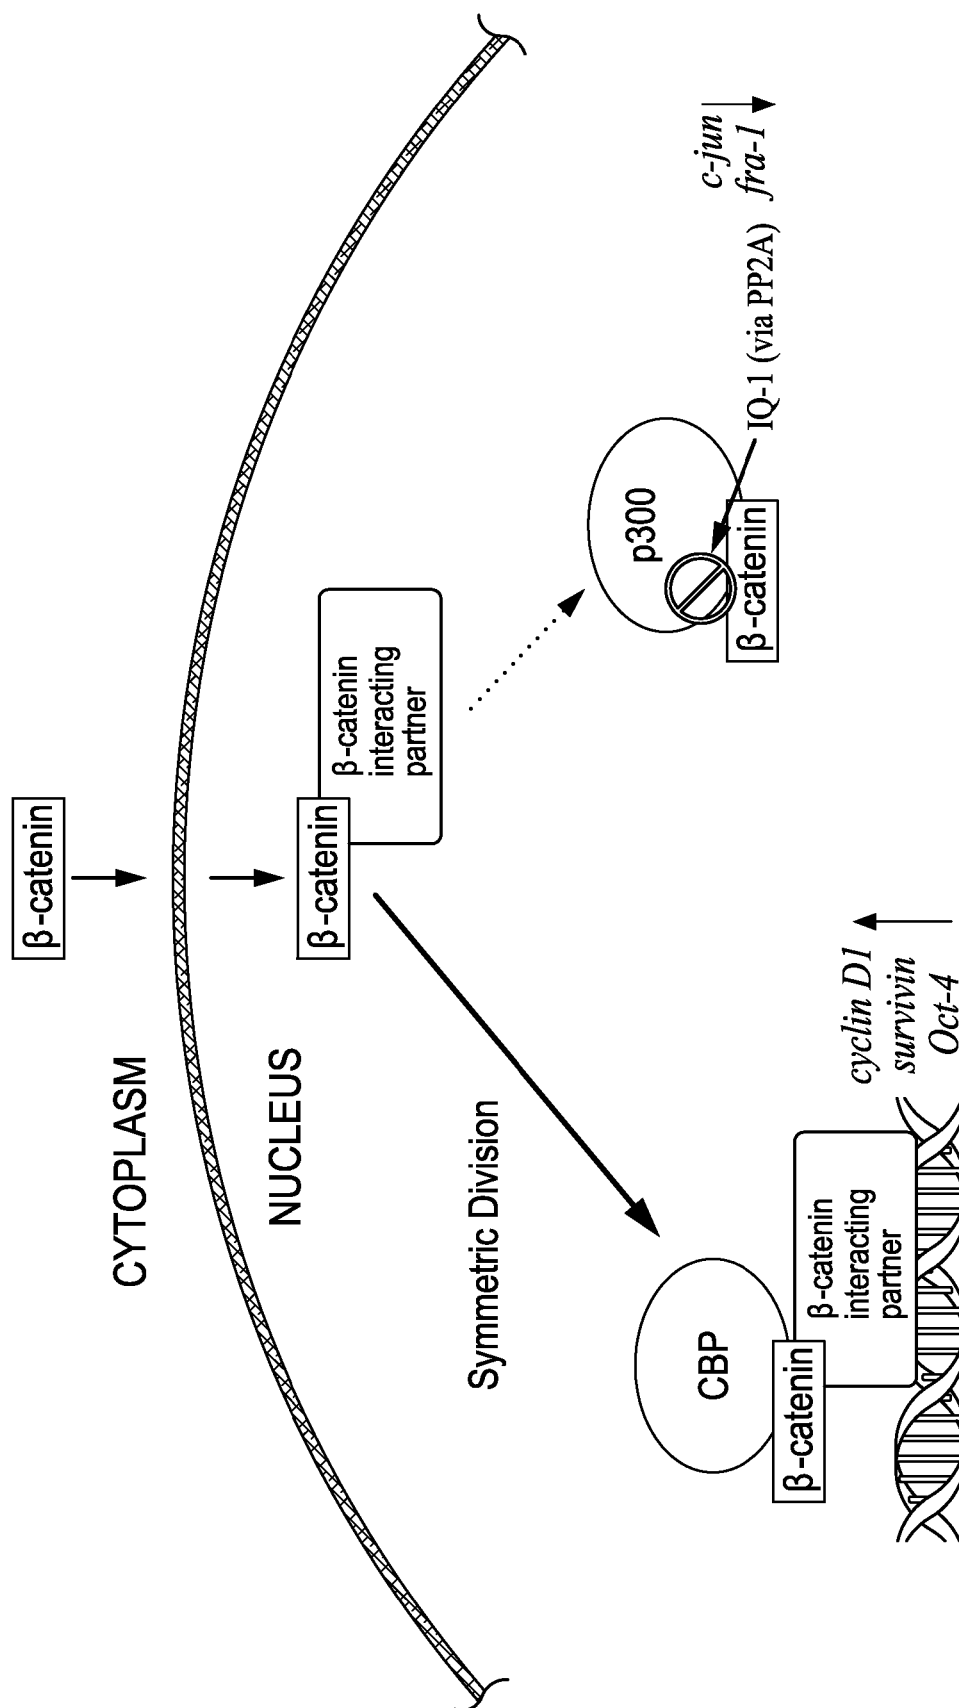 β-catenin
CYTOPLASM
NUCLEUS
β-catenin
β-catenin
interacting
partner
Symmetric Division
CBP
β-catenin
β-catenin
interacting
partner
cyclin D1
survivin
Oct-4
p300
β-catenin
IQ-1 (via PP2A)
c-jun
fra-1